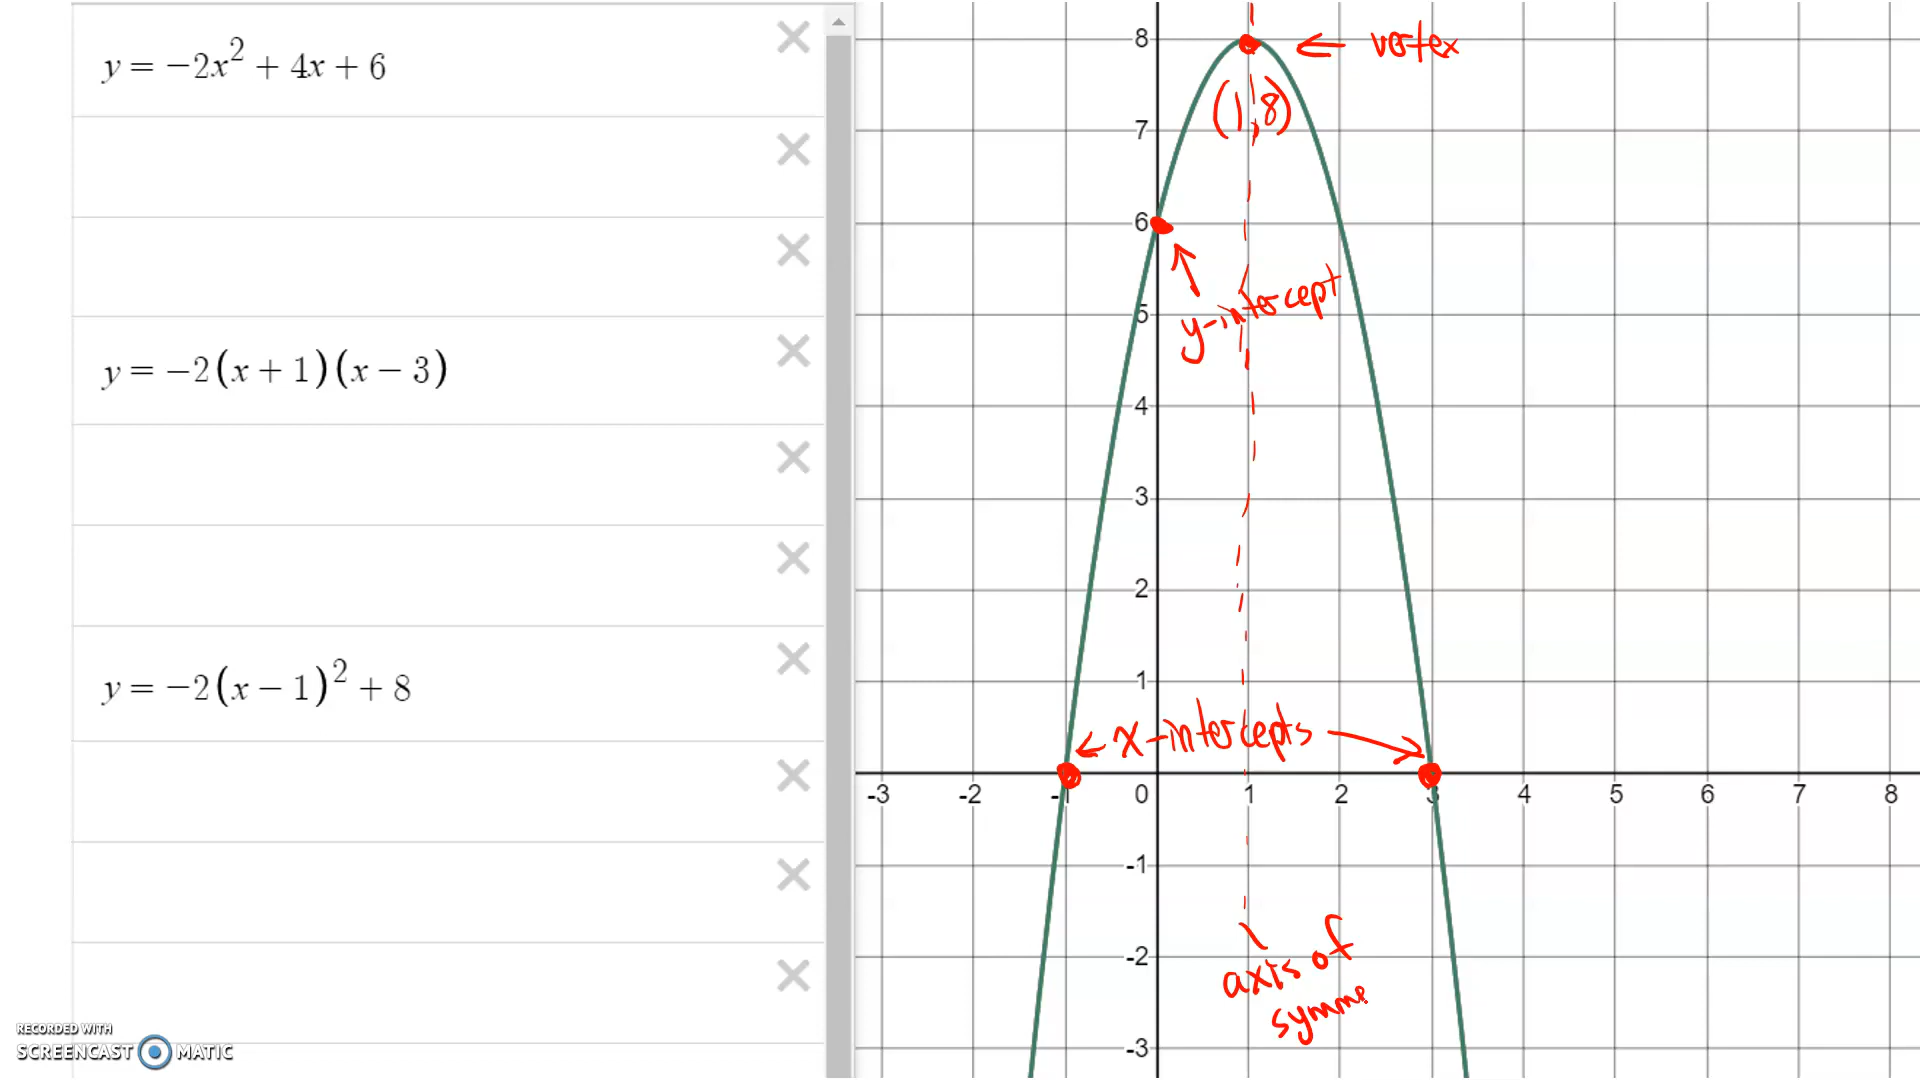 y = −2x² + 4x + 6
y = −2(x + 1)(x − 3)
y = −2(x − 1)² + 8
RECORDED WITH
SCREENCAST MATIC
8
vertex
(1,8)
7
6
y-intercept
5
4
3
2
1
x-intercepts
-3 -2 -1 0 1 2 3 4 5 6 7 8
-1
-2
axis of
symme
-3